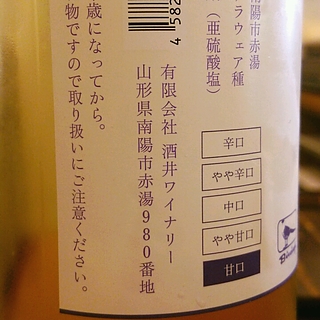 南陽市赤湯
ラウェア種
（亜硫酸塩）
4 582
有限会社 酒井ワイナリー
山形県南陽市赤湯980番地
歳になってから。
物ですので取り扱いにご注意ください。
辛口
やや辛口
中口
やや甘口
甘口